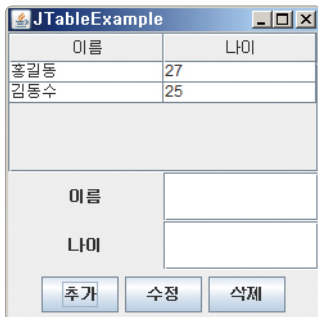 JTableExample
이름 나이
홍길동 27
김동수 25
이름
나이
추가 수정 삭제